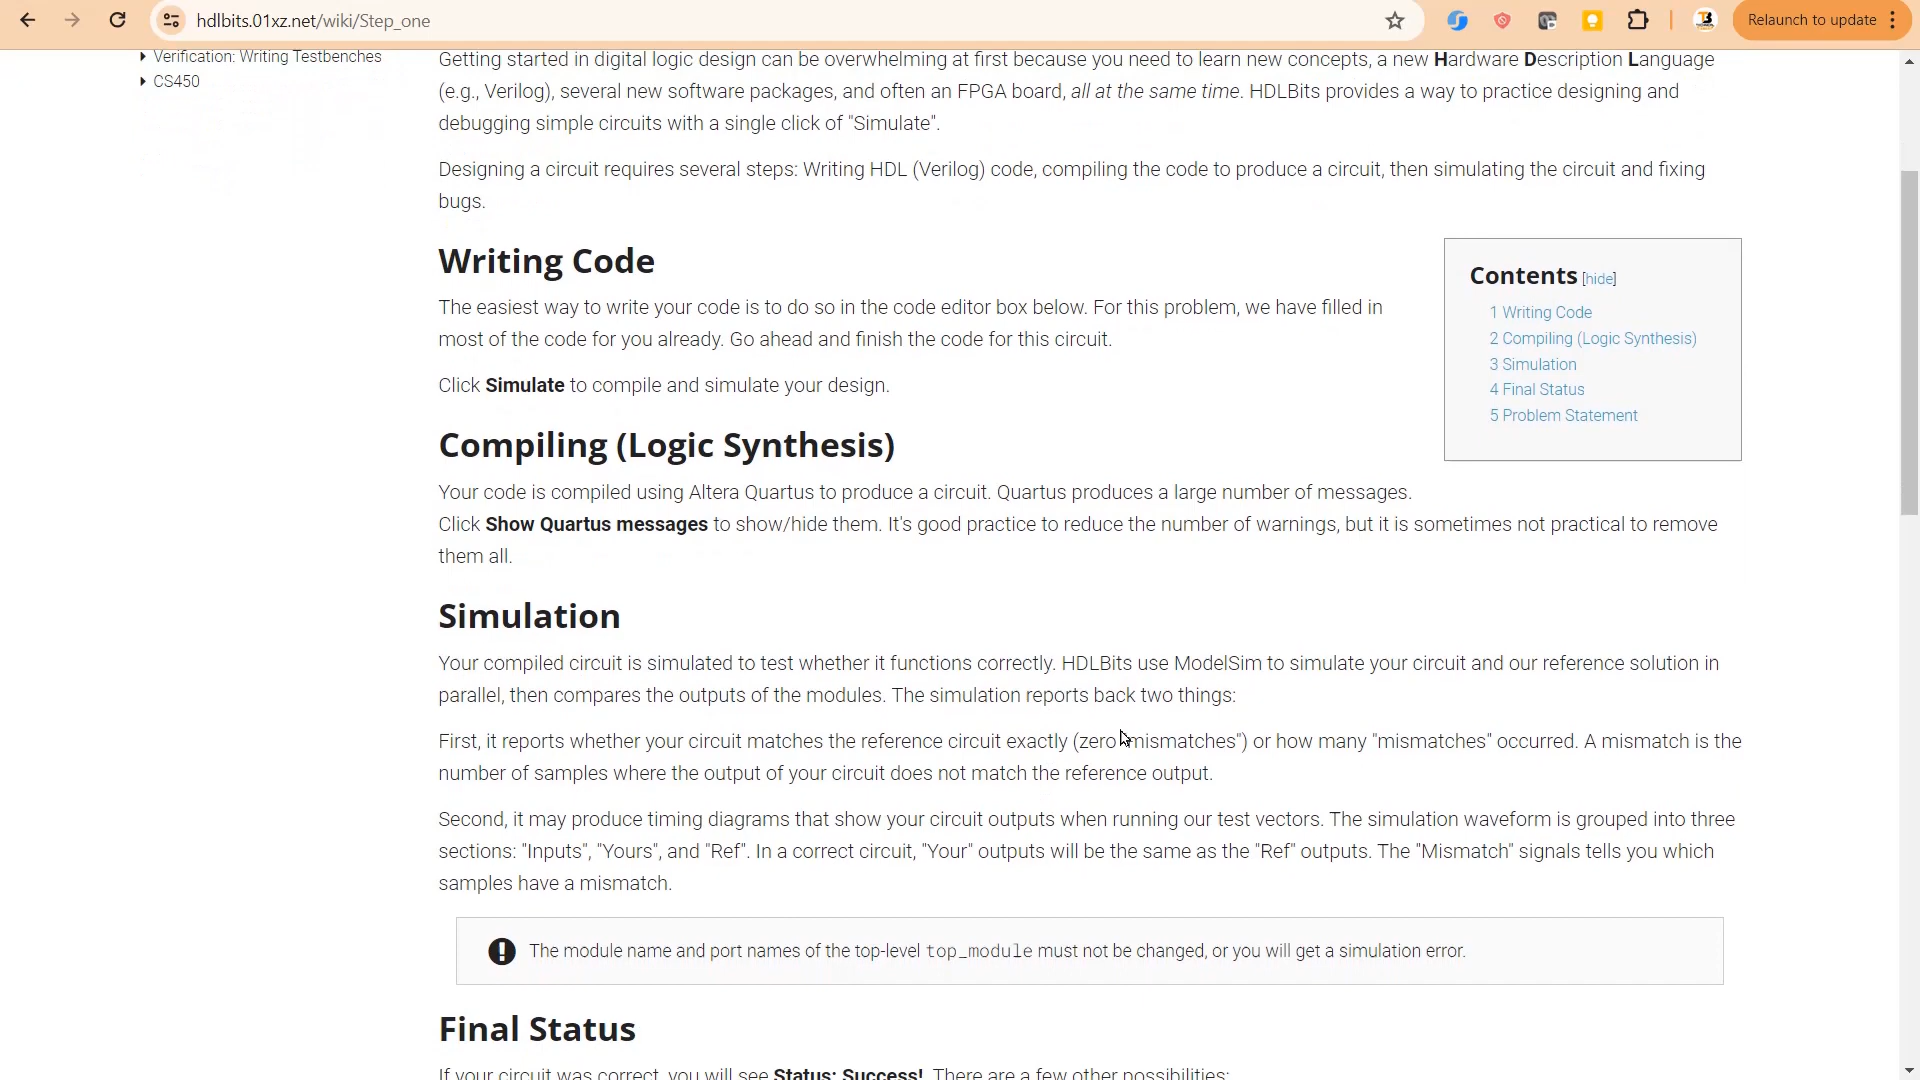 hdlbits.01xz.net/wiki/Step_one
Relaunch to update
Verification: Writing Testbenches
CS450
Getting started in digital logic design can be overwhelming at first because you need to learn new concepts, a new Hardware Description Language
(e.g., Verilog), several new software packages, and often an FPGA board, all at the same time. HDLBits provides a way to practice designing and
debugging simple circuits with a single click of "Simulate".
Designing a circuit requires several steps: Writing HDL (Verilog) code, compiling the code to produce a circuit, then simulating the circuit and fixing
bugs.
Writing Code
The easiest way to write your code is to do so in the code editor box below. For this problem, we have filled in
most of the code for you already. Go ahead and finish the code for this circuit.
Click Simulate to compile and simulate your design.
Contents [hide]
1 Writing Code
2 Compiling (Logic Synthesis)
3 Simulation
4 Final Status
5 Problem Statement
Compiling (Logic Synthesis)
Your code is compiled using Altera Quartus to produce a circuit. Quartus produces a large number of messages.
Click Show Quartus messages to show/hide them. It's good practice to reduce the number of warnings, but it is sometimes not practical to remove
them all.
Simulation
Your compiled circuit is simulated to test whether it functions correctly. HDLBits use ModelSim to simulate your circuit and our reference solution in
parallel, then compares the outputs of the modules. The simulation reports back two things:
First, it reports whether your circuit matches the reference circuit exactly (zero "mismatches") or how many "mismatches" occurred. A mismatch is the
number of samples where the output of your circuit does not match the reference output.
Second, it may produce timing diagrams that show your circuit outputs when running our test vectors. The simulation waveform is grouped into three
sections: "Inputs", "Yours", and "Ref". In a correct circuit, "Your" outputs will be the same as the "Ref" outputs. The "Mismatch" signals tells you which
samples have a mismatch.
The module name and port names of the top-level top_module must not be changed, or you will get a simulation error.
Final Status
If your circuit was correct, you will see Status: Success!. There are a few other possibilities: